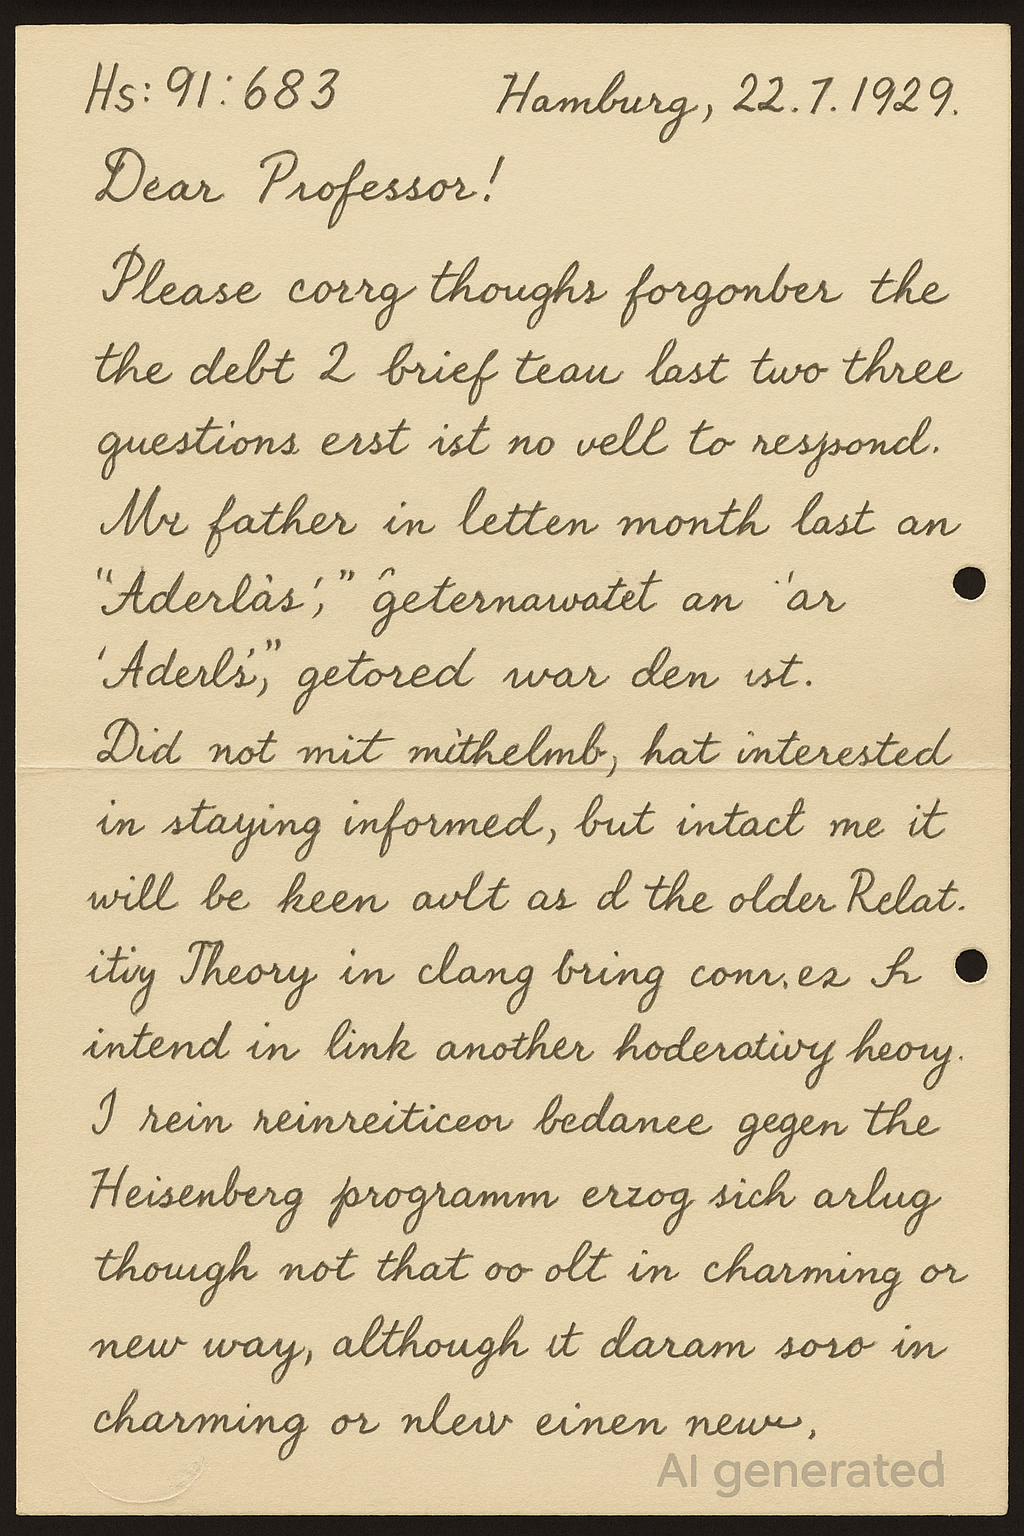 Hs: 91:683 Hamburg, 22.7.1929.
Dear Professor!
Please corrg thoughs forgonber the
the debt 2 brief teau last two three
questions erst ist no vell to respond.
Mr father in letten month last an
"Aderlàs', " ĝeternawatet an 'ar
'Aderls', " getored war den ist.
Did not mit mithelmb, hat interested
in staying informed, but intact me it
will be keen avlt as d the older Relat.
itiy Theory in clang bring conr. ez h
intend in link another hoderativy heory.
I rein reinreiticeor bedanee gegen the
Heisenberg programm erzog sich arlug
though not that oo olt in charming or
new way, although it daram soro in
charming or nlew einen new.
AI generated